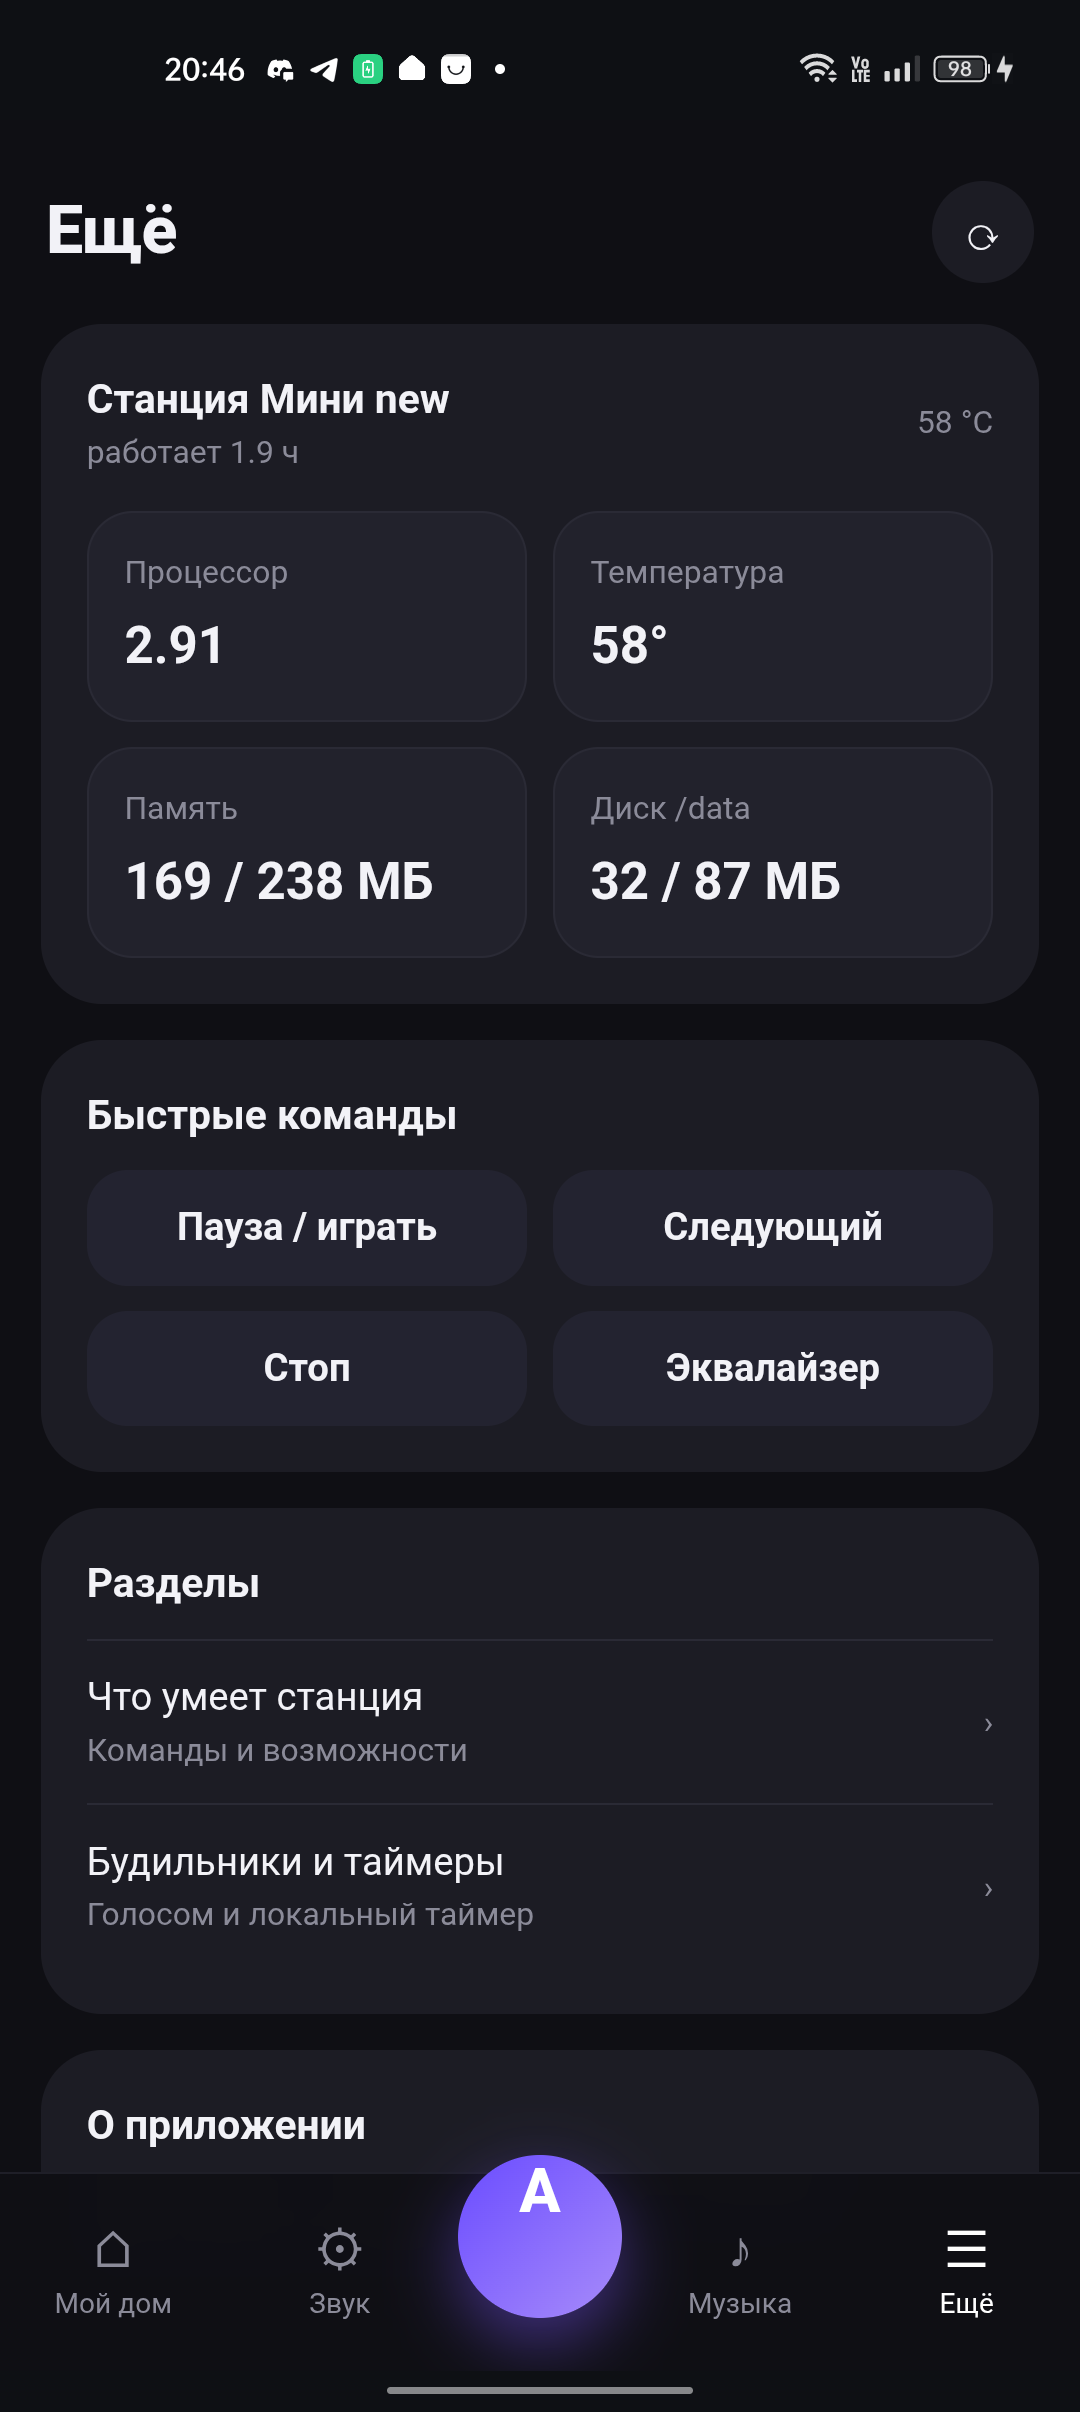 20:46
Vo
LTE
98
Ещё
Станция Мини new
58 °C
работает 1.9 ч
Процессор
Температура
2.91
58°
Память
Диск /data
169 / 238 МБ
32 / 87 МБ
Быстрые команды
Пауза / играть
Следующий
Стоп
Эквалайзер
Разделы
Что умеет станция
Команды и возможности
Будильники и таймеры
Голосом и локальный таймер
О приложении
А
Мой дом
Звук
Музыка
Ещё